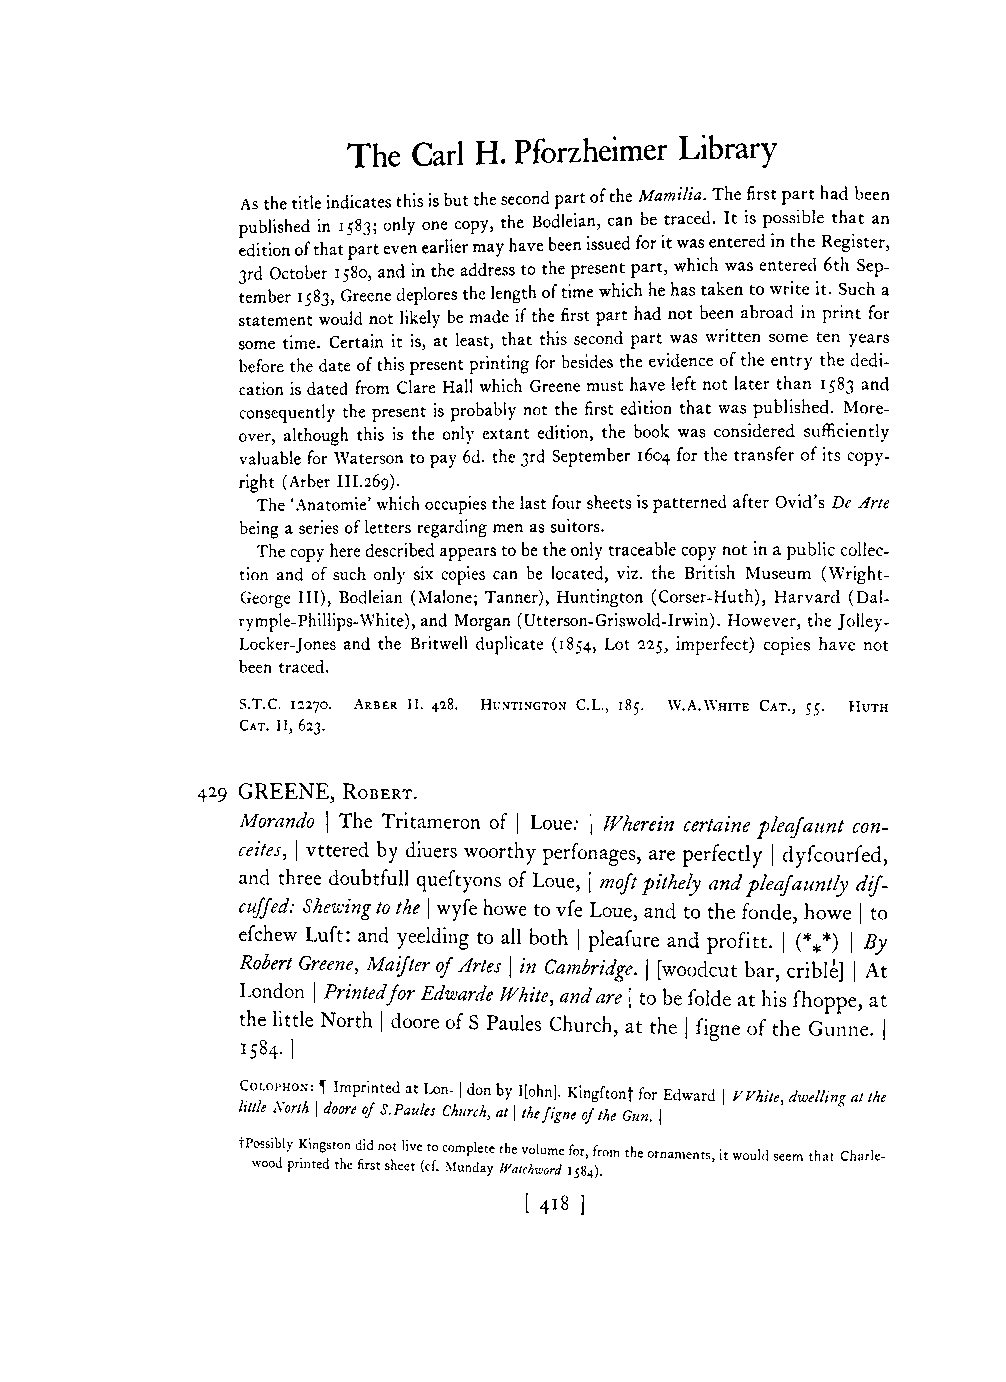 The Carl H. Pforzheimer Library
As the title indicates this is but the second part of the Mamilia. The first part had been
published in 1583; only one copy, the Bodleian, can be traced. It is possible that an
edition of that part even earlier may have been issued for it was entered in the Register,
3rd October 1580, and in the address to the present part, which was entered 6th Sep-
tember 1583, Greene deplores the length of time which he has taken to write it. Such a
statement would not likely be made if the first part had not been abroad in print for
some time. Certain it is, at least, that this second part was written some ten years
before the date of this present printing for besides the evidence of the entry the dedi-
cation is dated from Clare Hall which Greene must have left not later than 1583 and
consequently the present is probably not the first edition that was published. More-
over, although this is the only extant edition, the book was considered sufficiently
valuable for Waterson to pay 6d. the 3rd September 1604 for the transfer of its copy-
right (Arber III.269).
The 'Anatomie' which occupies the last four sheets is patterned after Ovid's De Arte
being a series of letters regarding men as suitors.
The copy here described appears to be the only traceable copy not in a public collec-
tion and of such only six copies can be located, viz. the British Museum (Wright-
George III), Bodleian (Malone; Tanner), Huntington (Corser-Huth), Harvard (Dal-
rymple-Phillips-White), and Morgan (Utterson-Griswold-Irwin). However, the Jolley-
Locker-Jones and the Britwell duplicate (1854, Lot 225, imperfect) copies have not
been traced.
S.T.C. 12270. Arber II. 428. Huntington C.L., 185. W.A.White Cat., 55. Huth
Cat. II, 623.
429 GREENE, Robert.
Morando | The Tritameron of | Loue: | Wherein certaine pleaſaunt con-
ceites, | vttered by diuers woorthy perſonages, are perfectly | dyſcourſed,
and three doubtfull queſtyons of Loue, | moſt pithely and pleaſauntly diſ-
cuſſed: Shewing to the | wyſe howe to vſe Loue, and to the fonde, howe | to
eſchew Luſt: and yeelding to all both | pleaſure and profitt. | (*⁎*) | By
Robert Greene, Maiſter of Artes | in Cambridge. | [woodcut bar, criblé] | At
London | Printed for Edwarde White, and are | to be ſolde at his ſhoppe, at
the little North | doore of S Paules Church, at the | ſigne of the Gunne. |
1584. |
Colophon: ¶ Imprinted at Lon- | don by I[ohn]. Kingſton† for Edward | VVhite, dwelling at the
little North | doore of S.Paules Church, at | the ſigne of the Gun. |
†Possibly Kingston did not live to complete the volume for, from the ornaments, it would seem that Charle-
wood printed the first sheet (cf. Munday Watchword 1584).
[ 418 ]